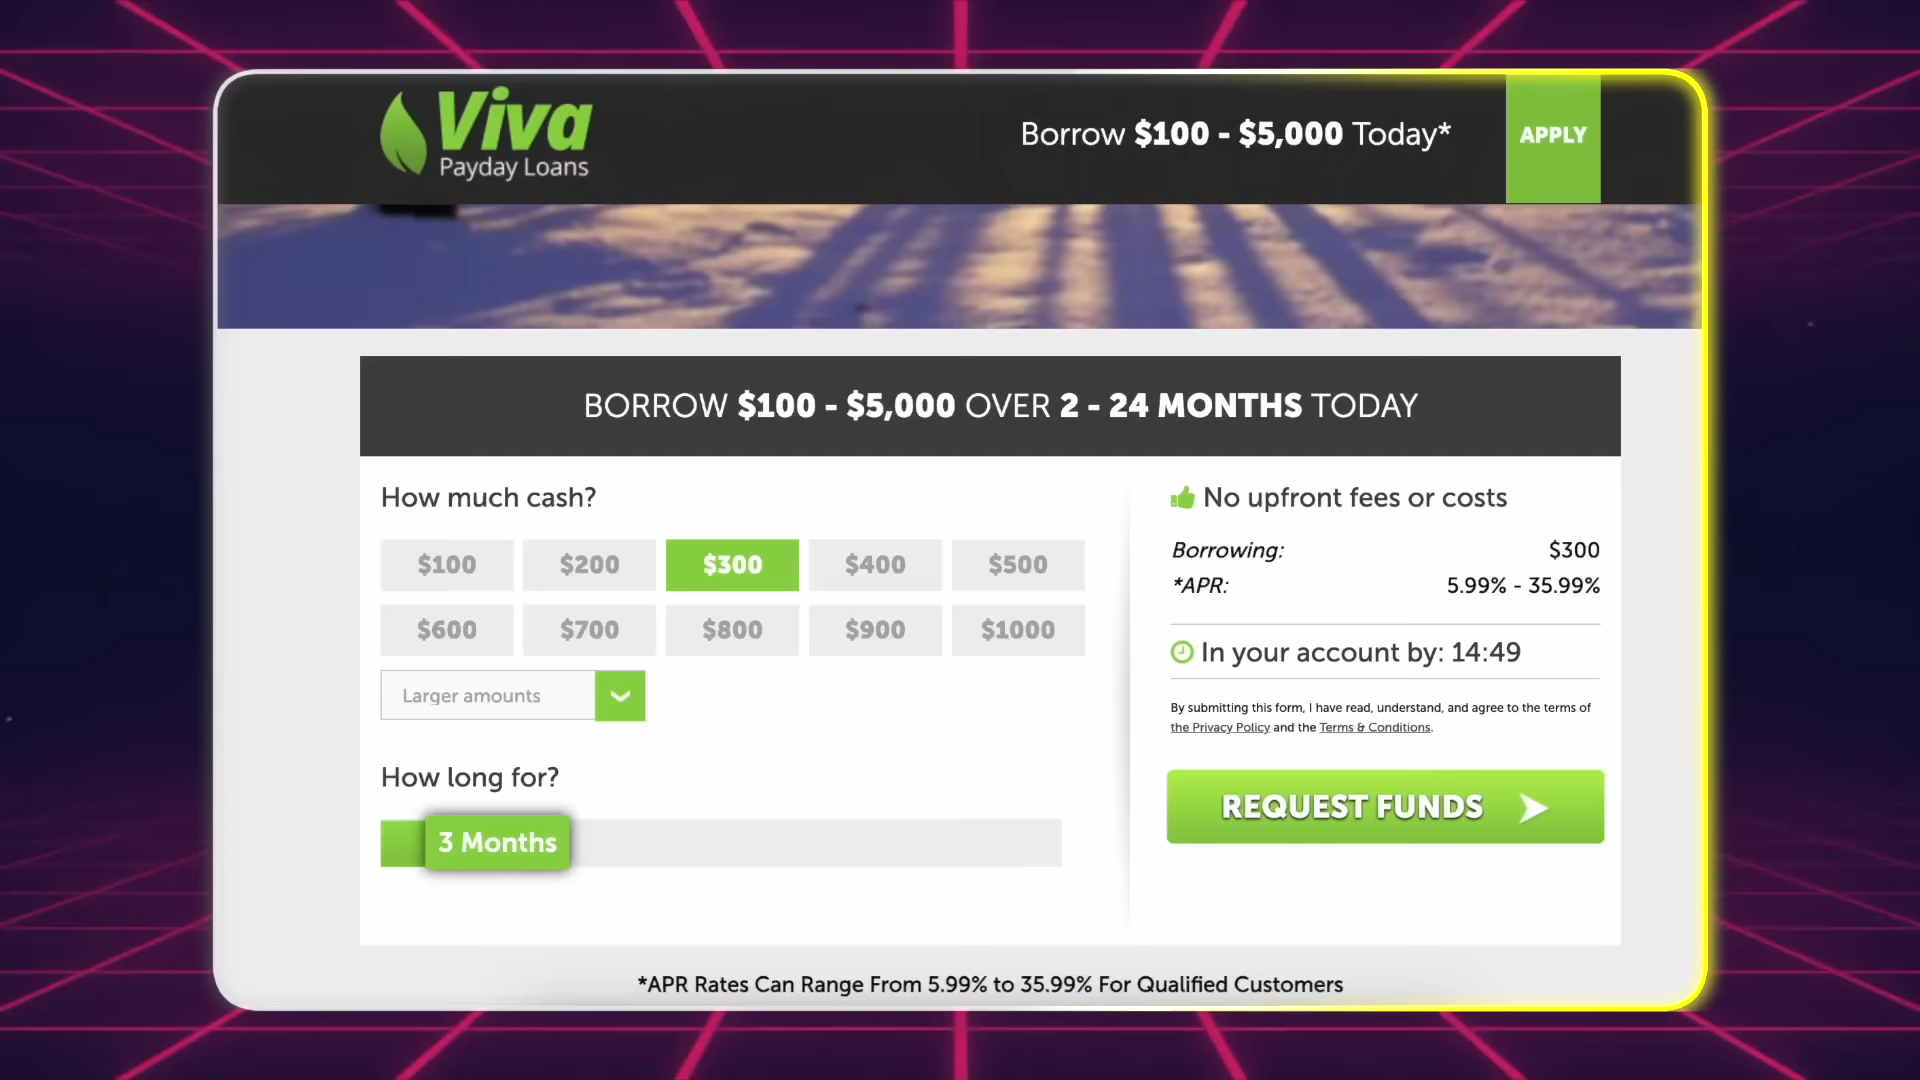 Viva
Payday Loans
Borrow $100 - $5,000 Today*
APPLY
BORROW $100 - $5,000 OVER 2 - 24 MONTHS TODAY
How much cash?
$100 $200 $300 $400 $500
$600 $700 $800 $900 $1000
Larger amounts
How long for?
3 Months
No upfront fees or costs
Borrowing: $300
*APR: 5.99% - 35.99%
In your account by: 14:49
By submitting this form, I have read, understand, and agree to the terms of
the Privacy Policy and the Terms & Conditions.
REQUEST FUNDS
*APR Rates Can Range From 5.99% to 35.99% For Qualified Customers